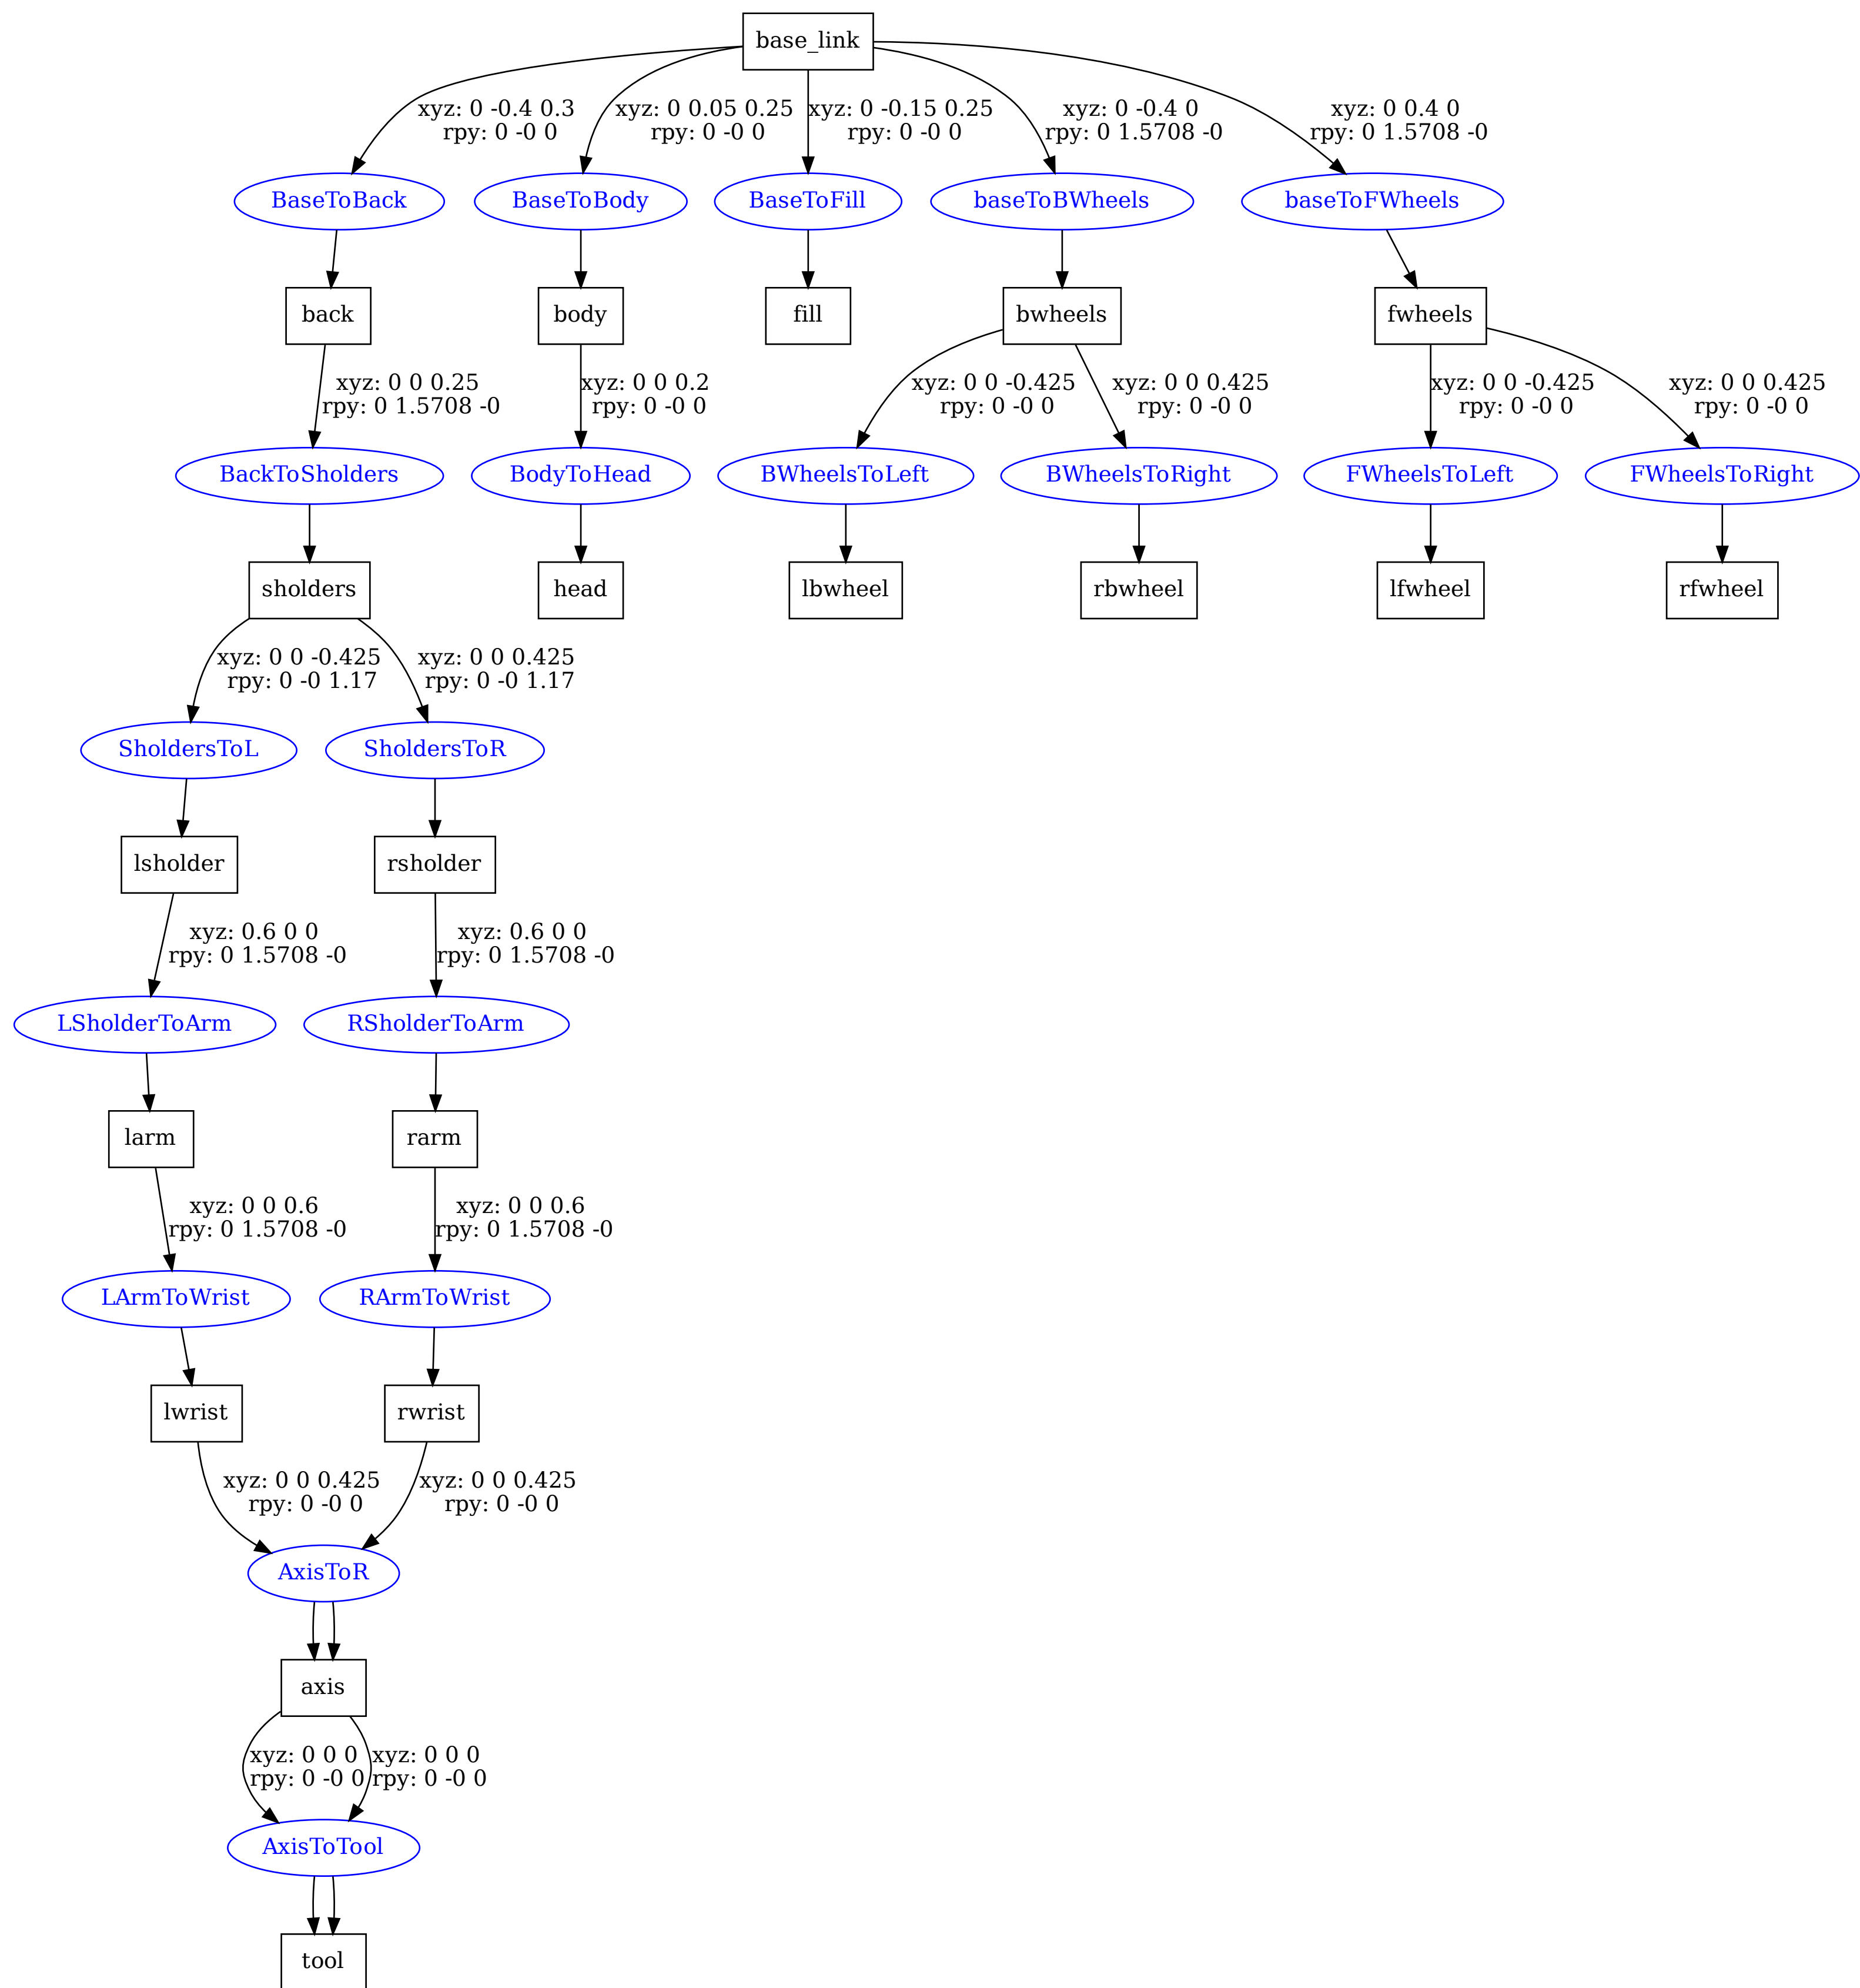 base_link
xyz: 0 -0.4 0.3
rpy: 0 -0 0
xyz: 0 0.05 0.25
rpy: 0 -0 0
xyz: 0 -0.15 0.25
rpy: 0 -0 0
xyz: 0 -0.4 0
rpy: 0 1.5708 -0
xyz: 0 0.4 0
rpy: 0 1.5708 -0
BaseToBack
BaseToBody
BaseToFill
baseToBWheels
baseToFWheels
back
body
fill
bwheels
fwheels
xyz: 0 0 0.25
rpy: 0 1.5708 -0
xyz: 0 0 0.2
rpy: 0 -0 0
xyz: 0 0 -0.425
rpy: 0 -0 0
xyz: 0 0 0.425
rpy: 0 -0 0
xyz: 0 0 -0.425
rpy: 0 -0 0
xyz: 0 0 0.425
rpy: 0 -0 0
BackToSholders
BodyToHead
BWheelsToLeft
BWheelsToRight
FWheelsToLeft
FWheelsToRight
sholders
head
lbwheel
rbwheel
lfwheel
rfwheel
xyz: 0 0 -0.425
rpy: 0 -0 1.17
xyz: 0 0 0.425
rpy: 0 -0 1.17
SholdersToL
SholdersToR
lsholder
rsholder
xyz: 0.6 0 0
rpy: 0 1.5708 -0
xyz: 0.6 0 0
rpy: 0 1.5708 -0
LSholderToArm
RSholderToArm
larm
rarm
xyz: 0 0 0.6
rpy: 0 1.5708 -0
xyz: 0 0 0.6
rpy: 0 1.5708 -0
LArmToWrist
RArmToWrist
lwrist
rwrist
xyz: 0 0 0.425
rpy: 0 -0 0
xyz: 0 0 0.425
rpy: 0 -0 0
AxisToR
axis
xyz: 0 0 0
rpy: 0 -0 0
xyz: 0 0 0
rpy: 0 -0 0
AxisToTool
tool